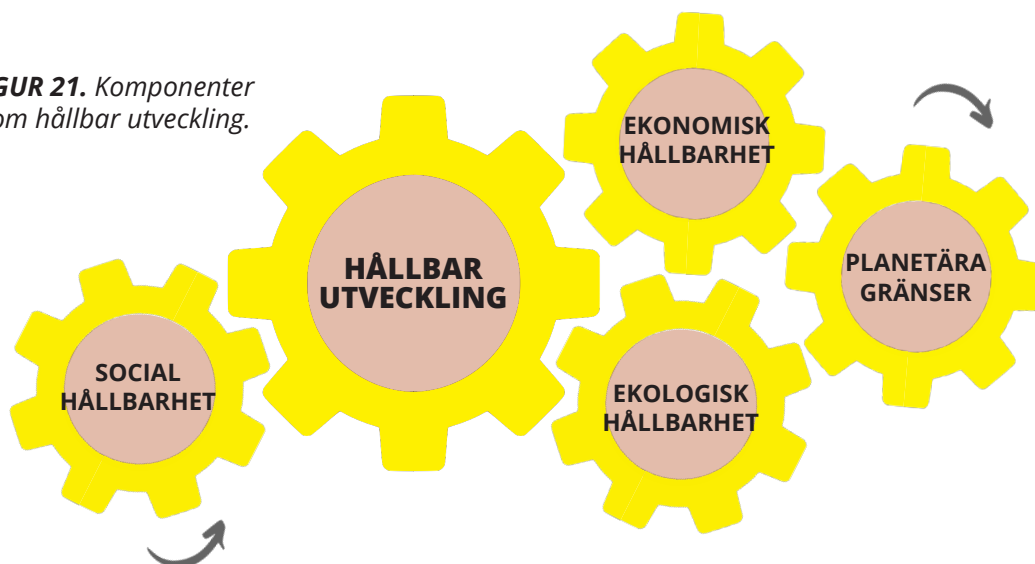 GUR 21. Komponenter
om hållbar utveckling.
EKONOMISK
HÅLLBARHET
PLANETÄRA
GRÄNSER
HÅLLBAR
UTVECKLING
SOCIAL
HÅLLBARHET
EKOLOGISK
HÅLLBARHET